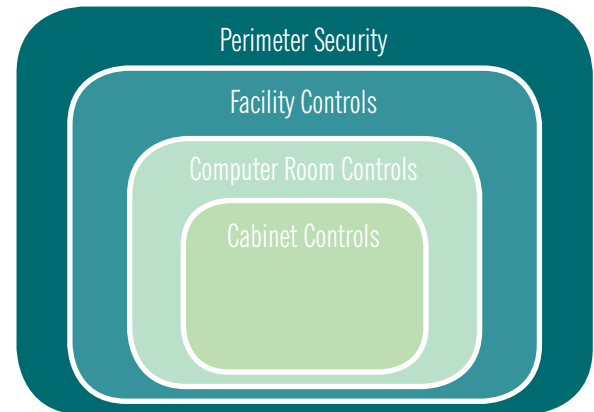 Perimeter Security
Facility Controls
Computer Room Controls
Cabinet Controls